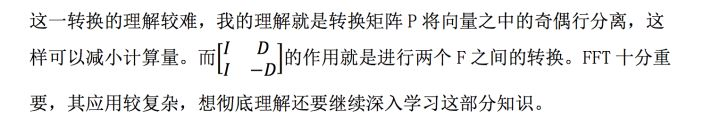 这一转换的理解较难，我的理解就是转换矩阵 P 将向量之中的奇偶行分离，这
样可以减小计算量。而[I D
I −D]的作用就是进行两个 F 之间的转换。FFT 十分重
要，其应用较复杂，想彻底理解还要继续深入学习这部分知识。